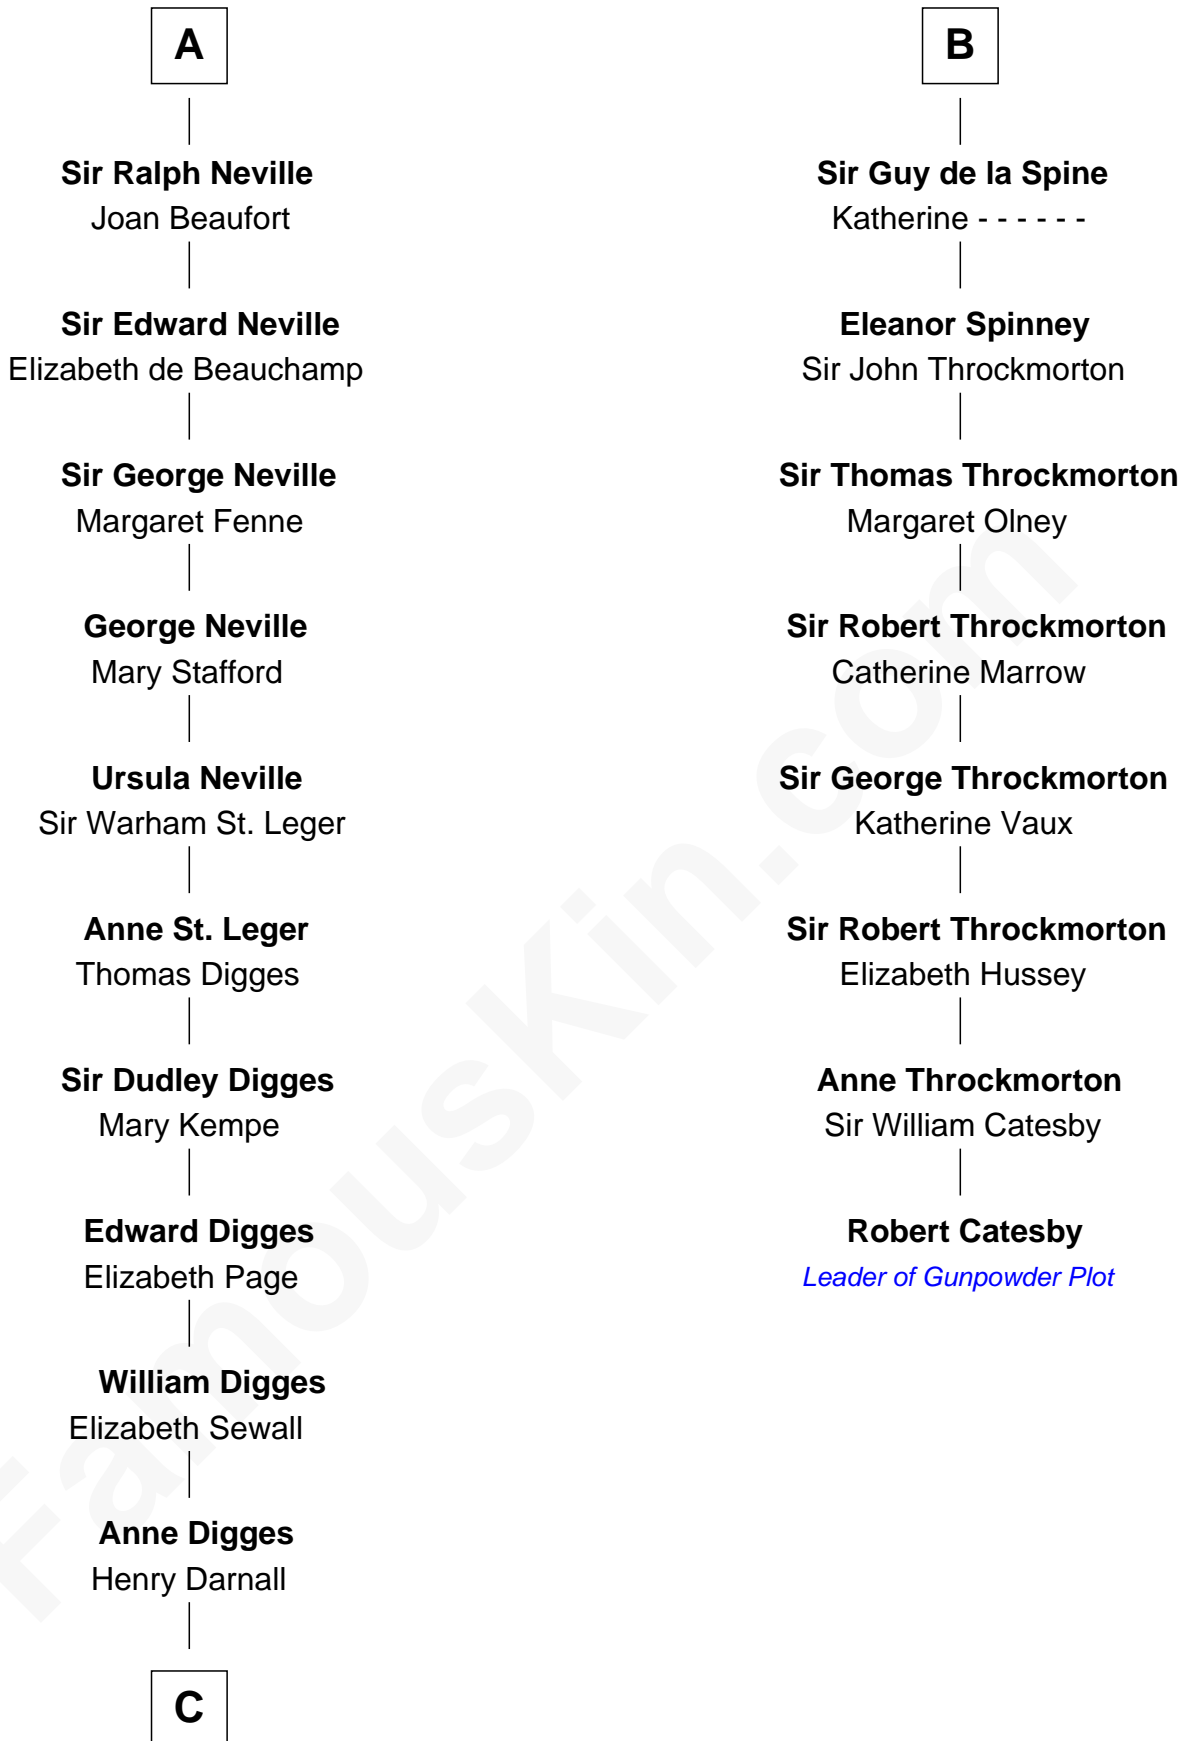 A
Sir Ralph Neville
Joan Beaufort
Sir Edward Neville
Elizabeth de Beauchamp
Sir George Neville
Margaret Fenne
George Neville
Mary Stafford
Ursula Neville
Sir Warham St. Leger
Anne St. Leger
Thomas Digges
Sir Dudley Digges
Mary Kempe
Edward Digges
Elizabeth Page
William Digges
Elizabeth Sewall
Anne Digges
Henry Darnall
C
B
Sir Guy de la Spine
Katherine - - - - - -
Eleanor Spinney
Sir John Throckmorton
Sir Thomas Throckmorton
Margaret Olney
Sir Robert Throckmorton
Catherine Marrow
Sir George Throckmorton
Katherine Vaux
Sir Robert Throckmorton
Elizabeth Hussey
Anne Throckmorton
Sir William Catesby
Robert Catesby
Leader of Gunpowder Plot
FamousKin.com